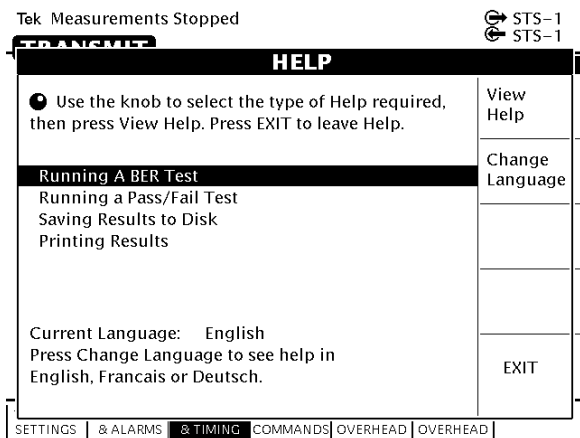 Tek Measurements Stopped
STS-1
STS-1
TRANSMIT
HELP
Use the knob to select the type of Help required,
then press View Help. Press EXIT to leave Help.
Running A BER Test
Running a Pass/Fail Test
Saving Results to Disk
Printing Results
Current Language: English
Press Change Language to see help in
English, Francais or Deutsch.
View
Help
Change
Language
EXIT
SETTINGS & ALARMS & TIMING COMMANDS OVERHEAD OVERHEAD